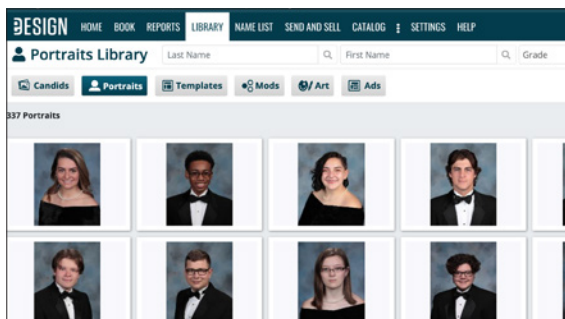 DESIGN HOME BOOK REPORTS LIBRARY NAME LIST SEND AND SELL CATALOG SETTINGS HELP
Portraits Library Last Name First Name Grade
Candids Portraits Templates Mods Art Ads
337 Portraits